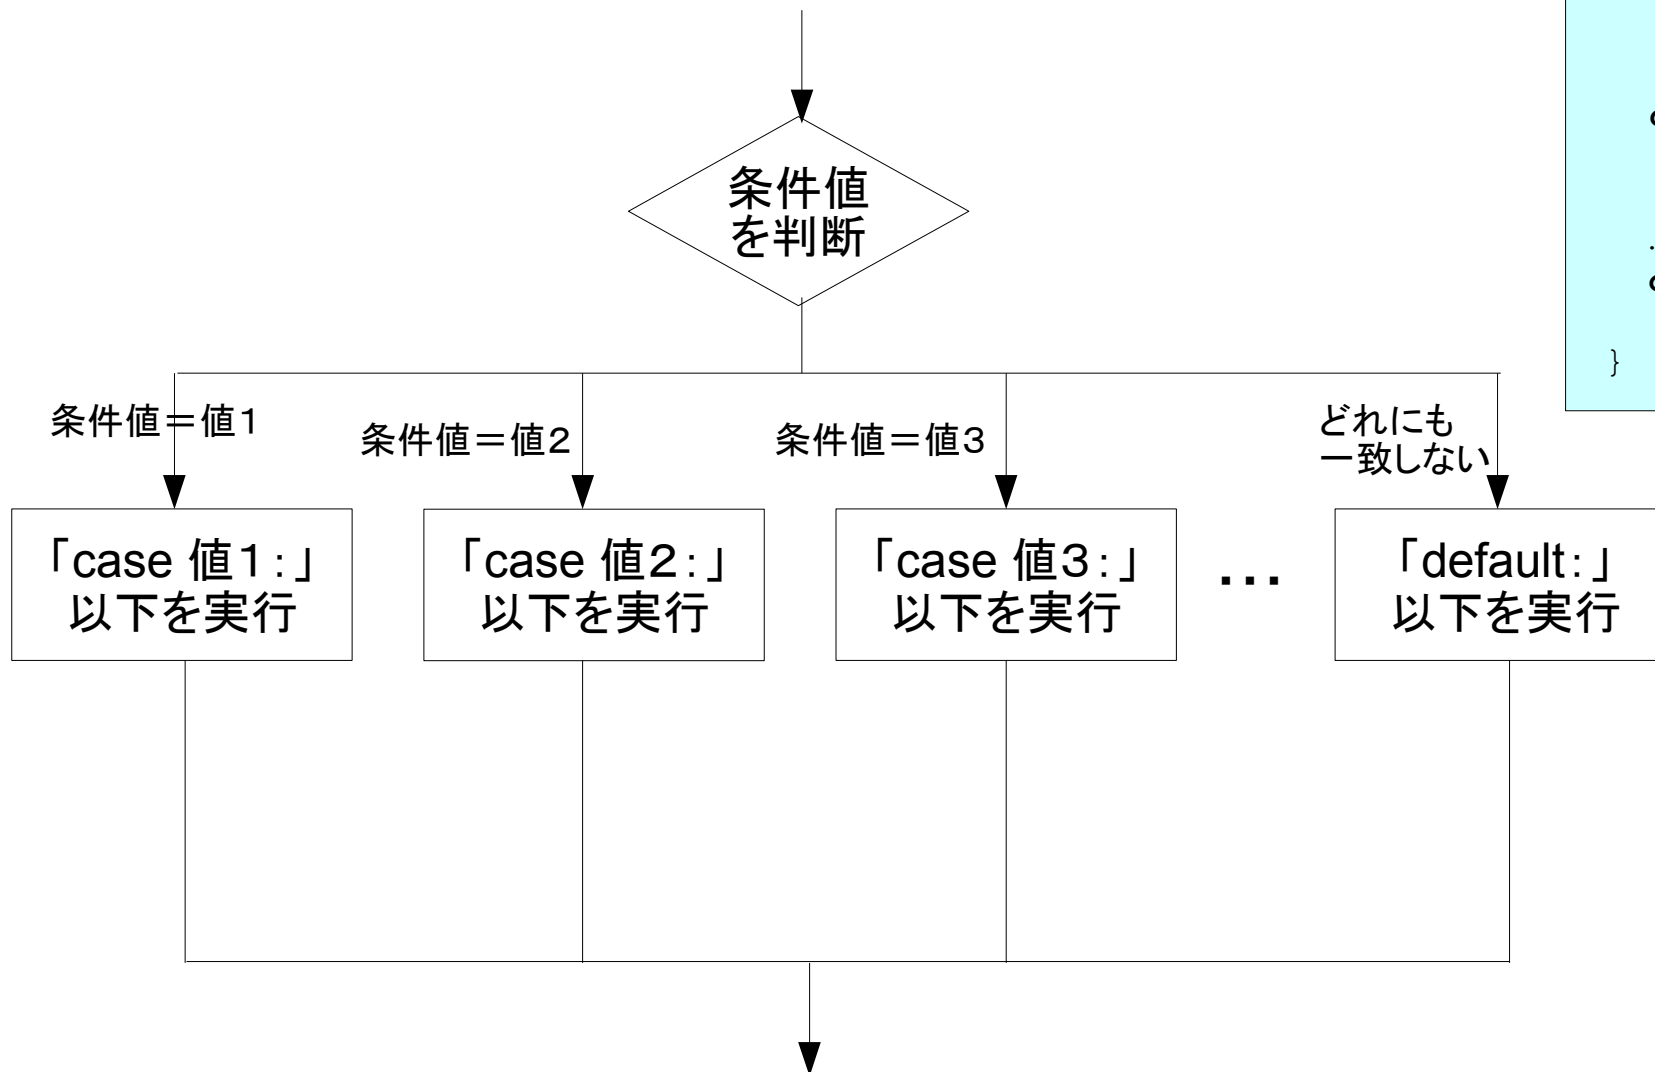 条件値
を判断
条件値=値1
条件値=値2
条件値=値3
どれにも
一致しない
「case 値1:」
以下を実行
「case 値2:」
以下を実行
「case 値3:」
以下を実行
…
「default:」
以下を実行
}